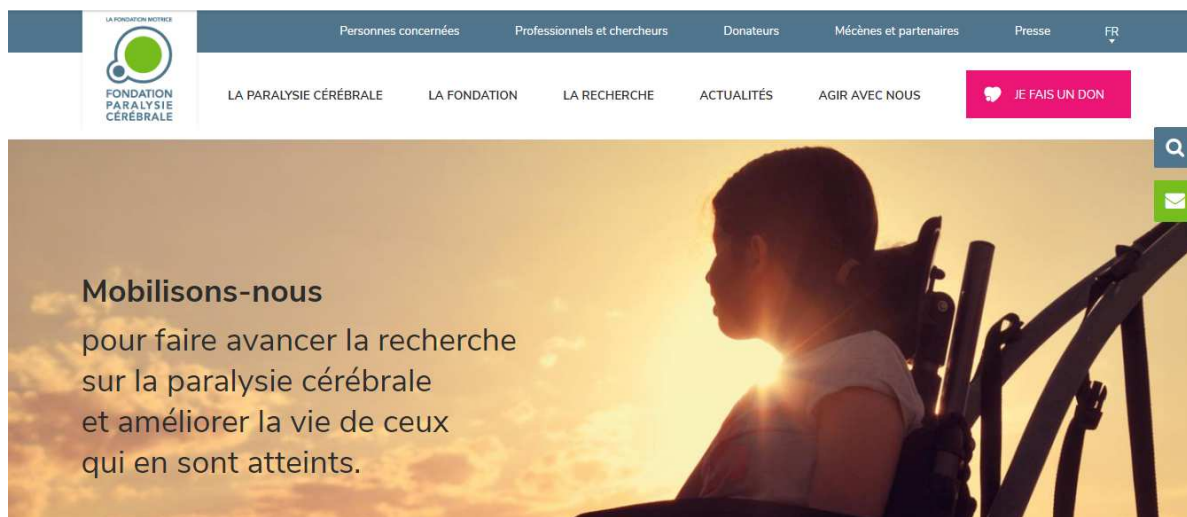 LA FONDATION MOTRICE
FONDATION
PARALYSIE
CÉRÉBRALE
Personnes concernées
Professionnels et chercheurs
Donateurs
Mécènes et partenaires
Presse
FR
LA PARALYSIE CÉRÉBRALE
LA FONDATION
LA RECHERCHE
ACTUALITÉS
AGIR AVEC NOUS
JE FAIS UN DON
Mobilisons-nous
pour faire avancer la recherche
sur la paralysie cérébrale
et améliorer la vie de ceux
qui en sont atteints.